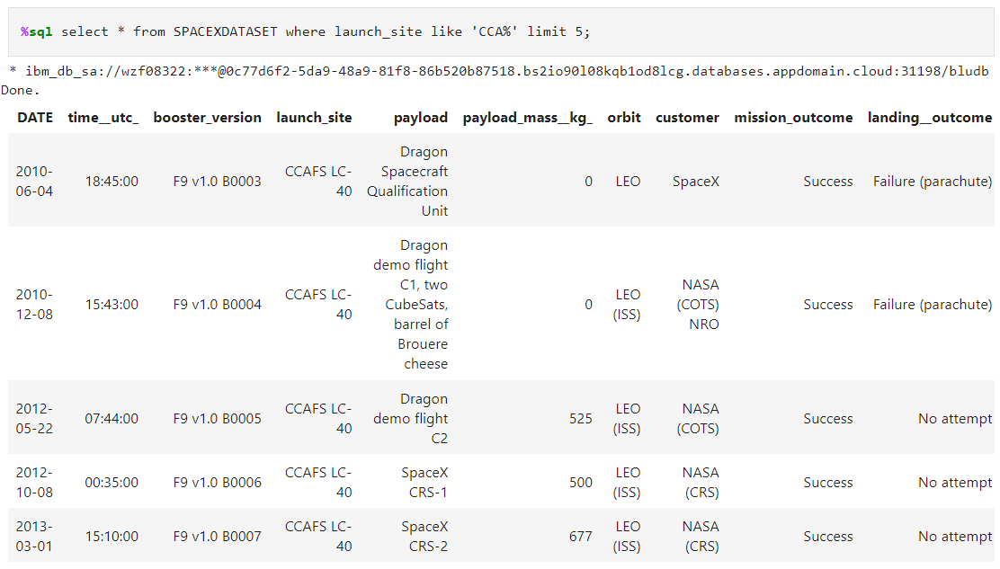 %sql select * from SPACEXDATASET where launch_site like 'CCA%' limit 5;
* ibm_db_sa://wzf08322:***@0c77d6f2-5da9-48a9-81f8-86b520b87518.bs2io90l08kqb1od8lcg.databases.appdomain.cloud:31198/bludb
Done.
DATE time__utc_ booster_version launch_site payload payload_mass__kg_ orbit customer mission_outcome landing__outcome
2010-06-04 18:45:00 F9 v1.0 B0003 CCAFS LC-40 Dragon Spacecraft Qualification Unit 0 LEO SpaceX Success Failure (parachute)
2010-12-08 15:43:00 F9 v1.0 B0004 CCAFS LC-40 Dragon demo flight C1, two CubeSats, barrel of Brouere cheese 0 LEO (ISS) NASA (COTS) NRO Success Failure (parachute)
2012-05-22 07:44:00 F9 v1.0 B0005 CCAFS LC-40 Dragon demo flight C2 525 LEO (ISS) NASA (COTS) Success No attempt
2012-10-08 00:35:00 F9 v1.0 B0006 CCAFS LC-40 SpaceX CRS-1 500 LEO (ISS) NASA (CRS) Success No attempt
2013-03-01 15:10:00 F9 v1.0 B0007 CCAFS LC-40 SpaceX CRS-2 677 LEO (ISS) NASA (CRS) Success No attempt